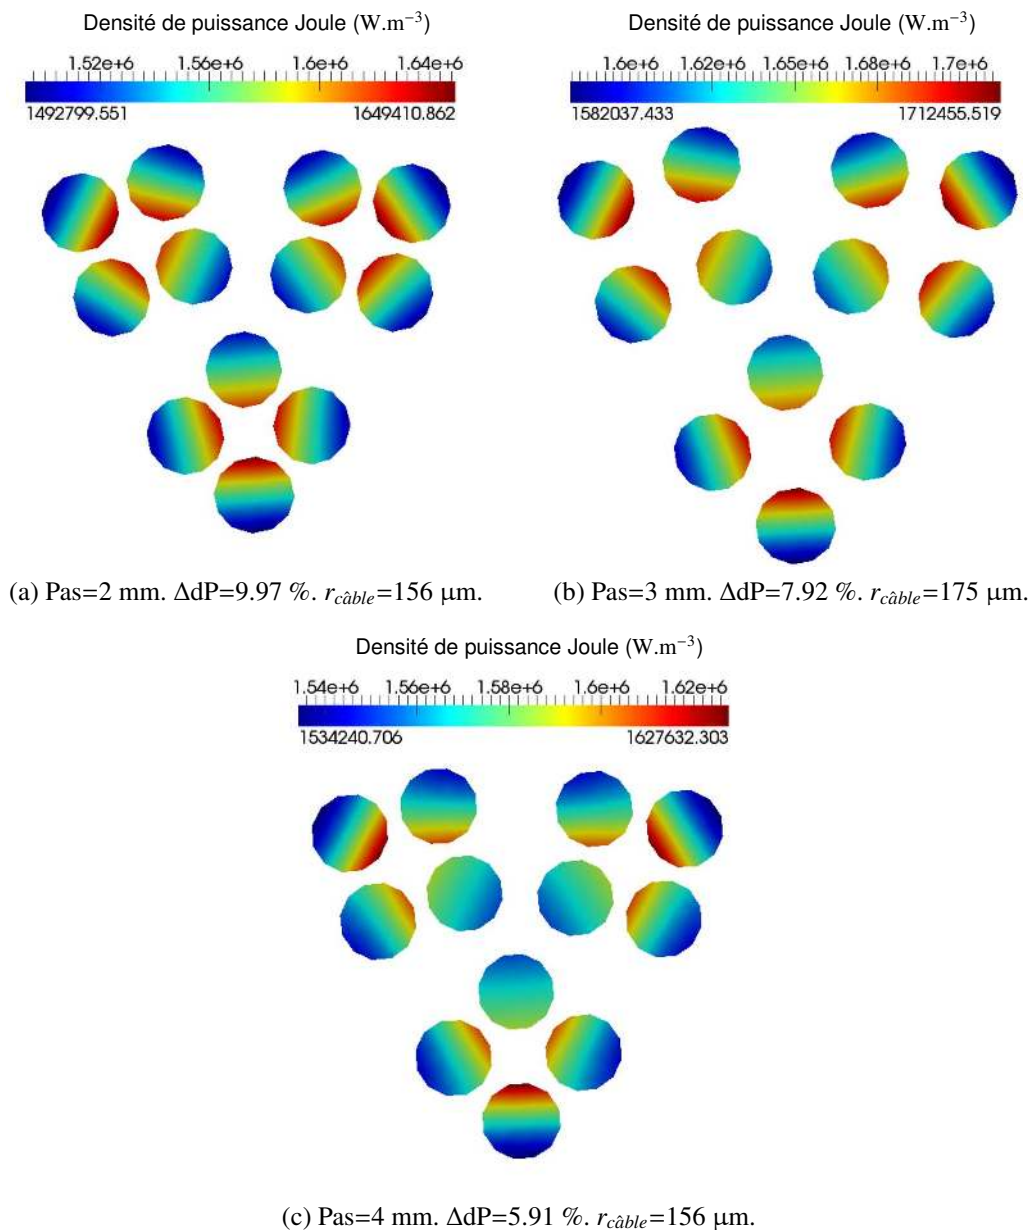 Densité de puissance Joule (W.m−3)
1.52e+6 1.56e+6 1.6e+6 1.64e+6
1492799.551 1649410.862
Densité de puissance Joule (W.m−3)
1.6e+6 1.62e+6 1.65e+6 1.68e+6 1.7e+6
1582037.433 1712455.519
(a) Pas=2 mm. ΔdP=9.97 %. rcâble=156 μm.
(b) Pas=3 mm. ΔdP=7.92 %. rcâble=175 μm.
Densité de puissance Joule (W.m−3)
1.54e+6 1.56e+6 1.58e+6 1.6e+6 1.62e+6
1534240.706 1627632.303
(c) Pas=4 mm. ΔdP=5.91 %. rcâble=156 μm.